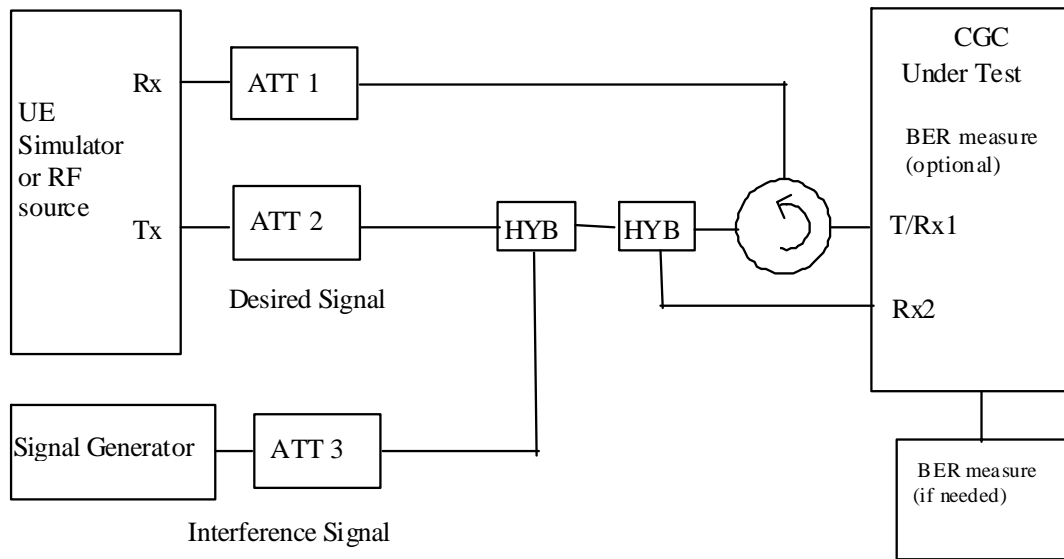 UE
Simulator
or RF
source
Rx
Tx
ATT 1
ATT 2
Desired Signal
HYB
HYB
CGC
Under Test
BER measure
(optional)
T/Rx1
Rx2
Signal Generator
ATT 3
Interference Signal
BER measure
(if needed)